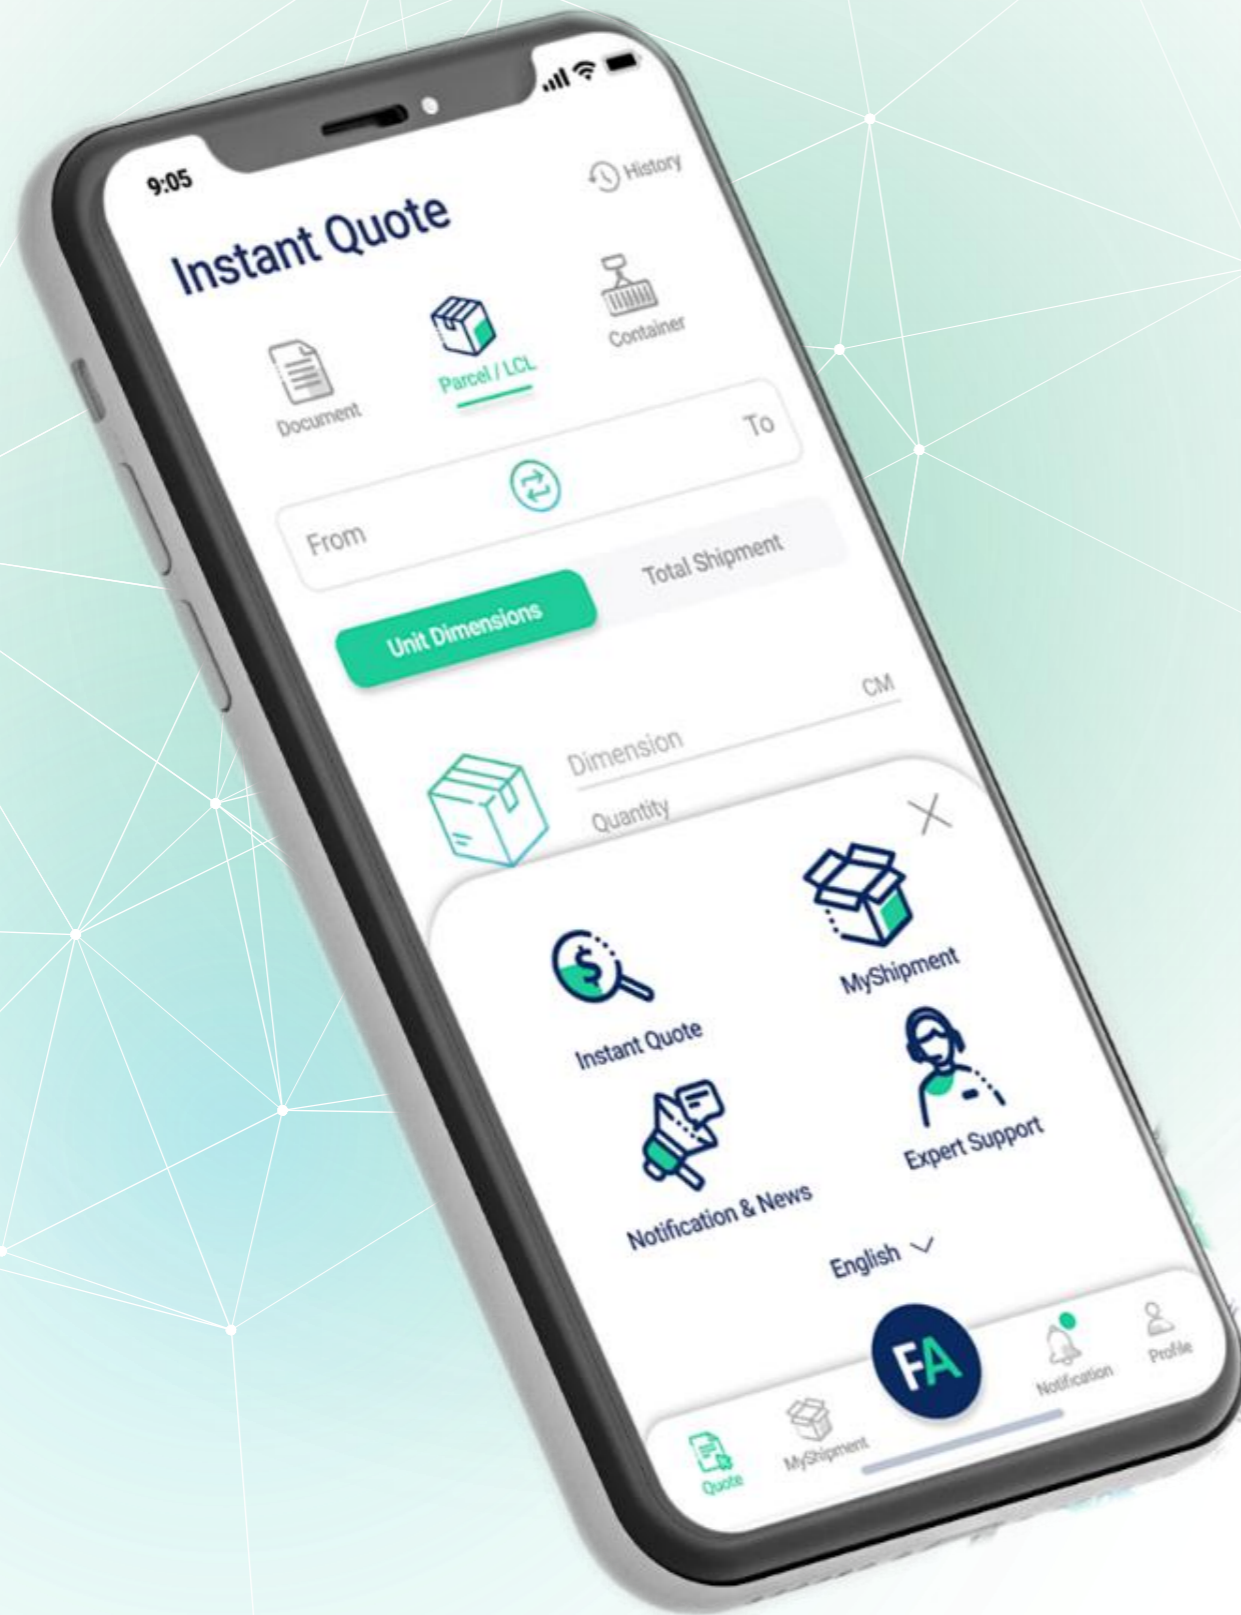 9:05
History
Instant Quote
Document
Parcel / LCL
Container
From
To
Unit Dimensions
Total Shipment
Dimension
CM
Quantity
Instant Quote
MyShipment
Notification & News
Expert Support
English
Quote
MyShipment
FA
Notification
Profile